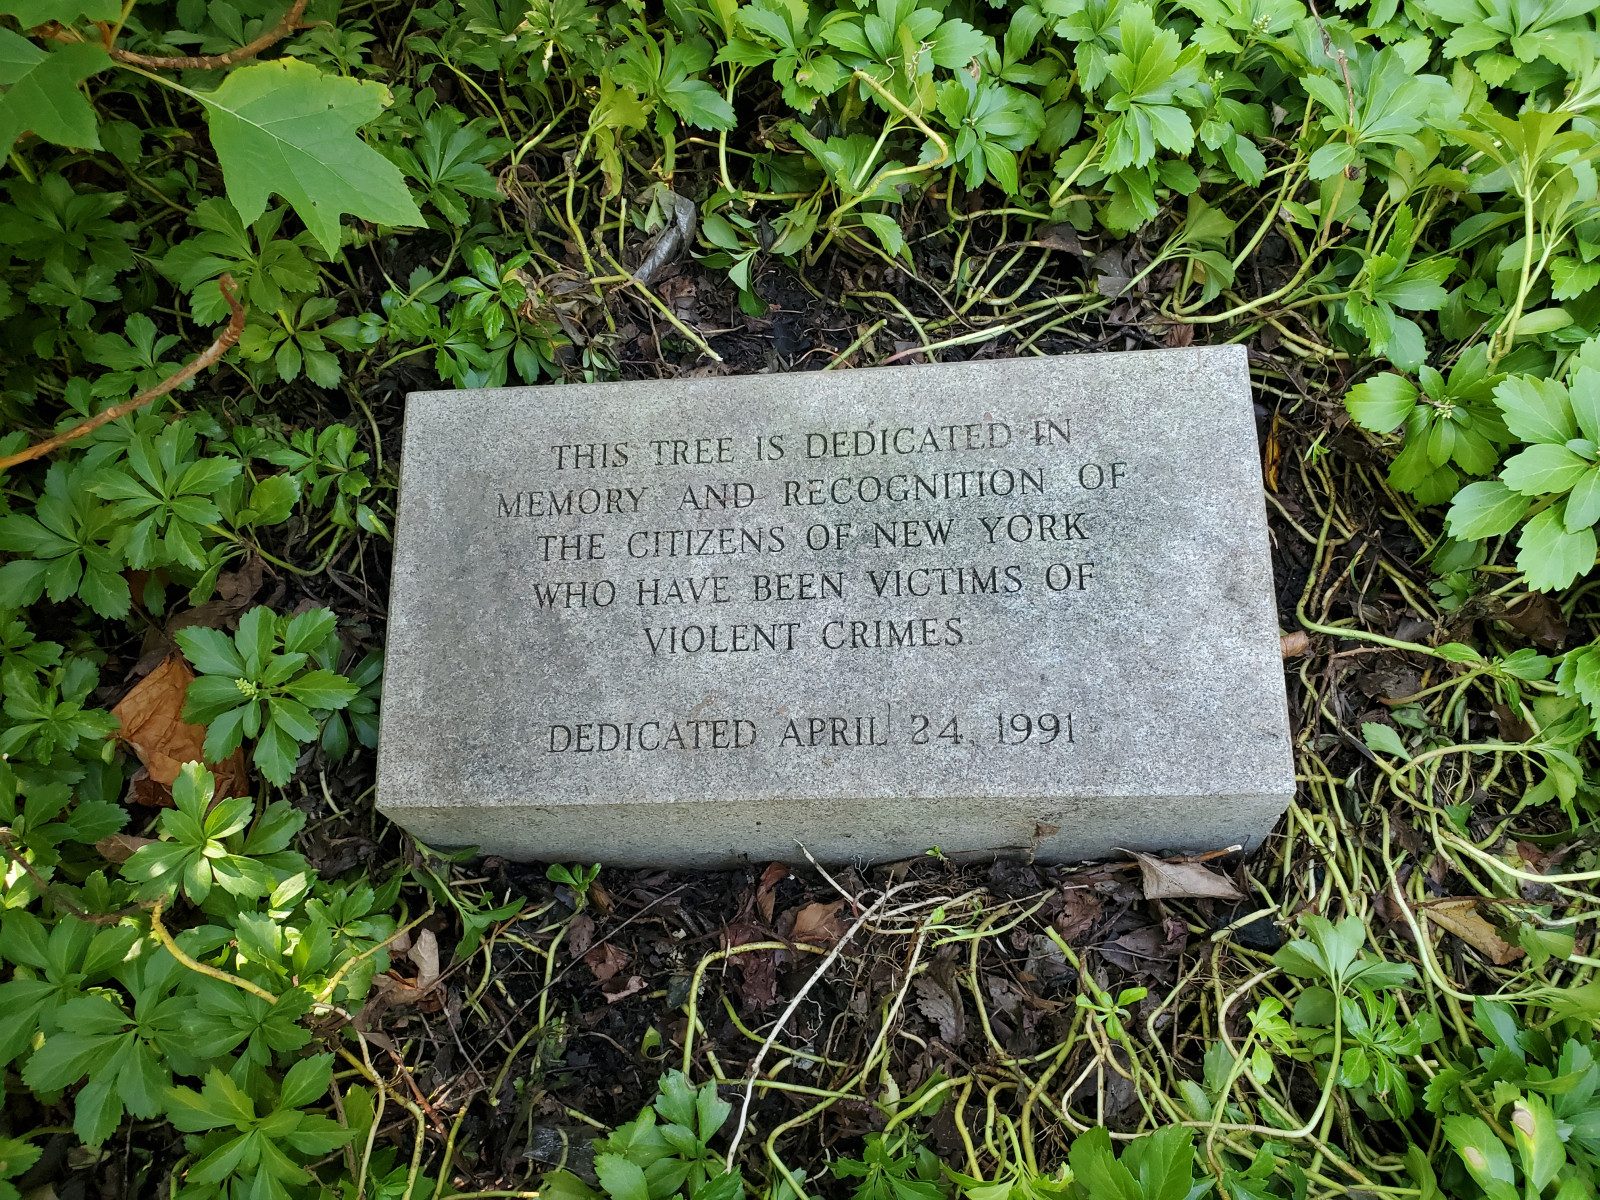 THIS TREE IS DEDICATED IN
MEMORY AND RECOGNITION OF
THE CITIZENS OF NEW YORK
WHO HAVE BEEN VICTIMS OF
VIOLENT CRIMES.
DEDICATED APRIL 24, 1991